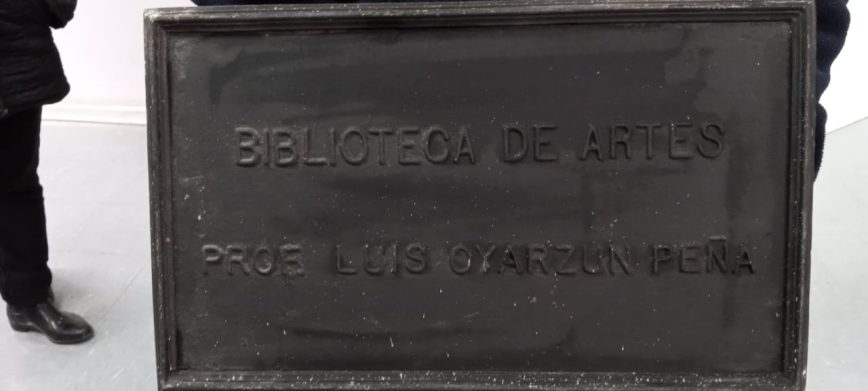 BIBLIOTECA DE ARTES
PROF. LUIS OYARZUN PEÑA